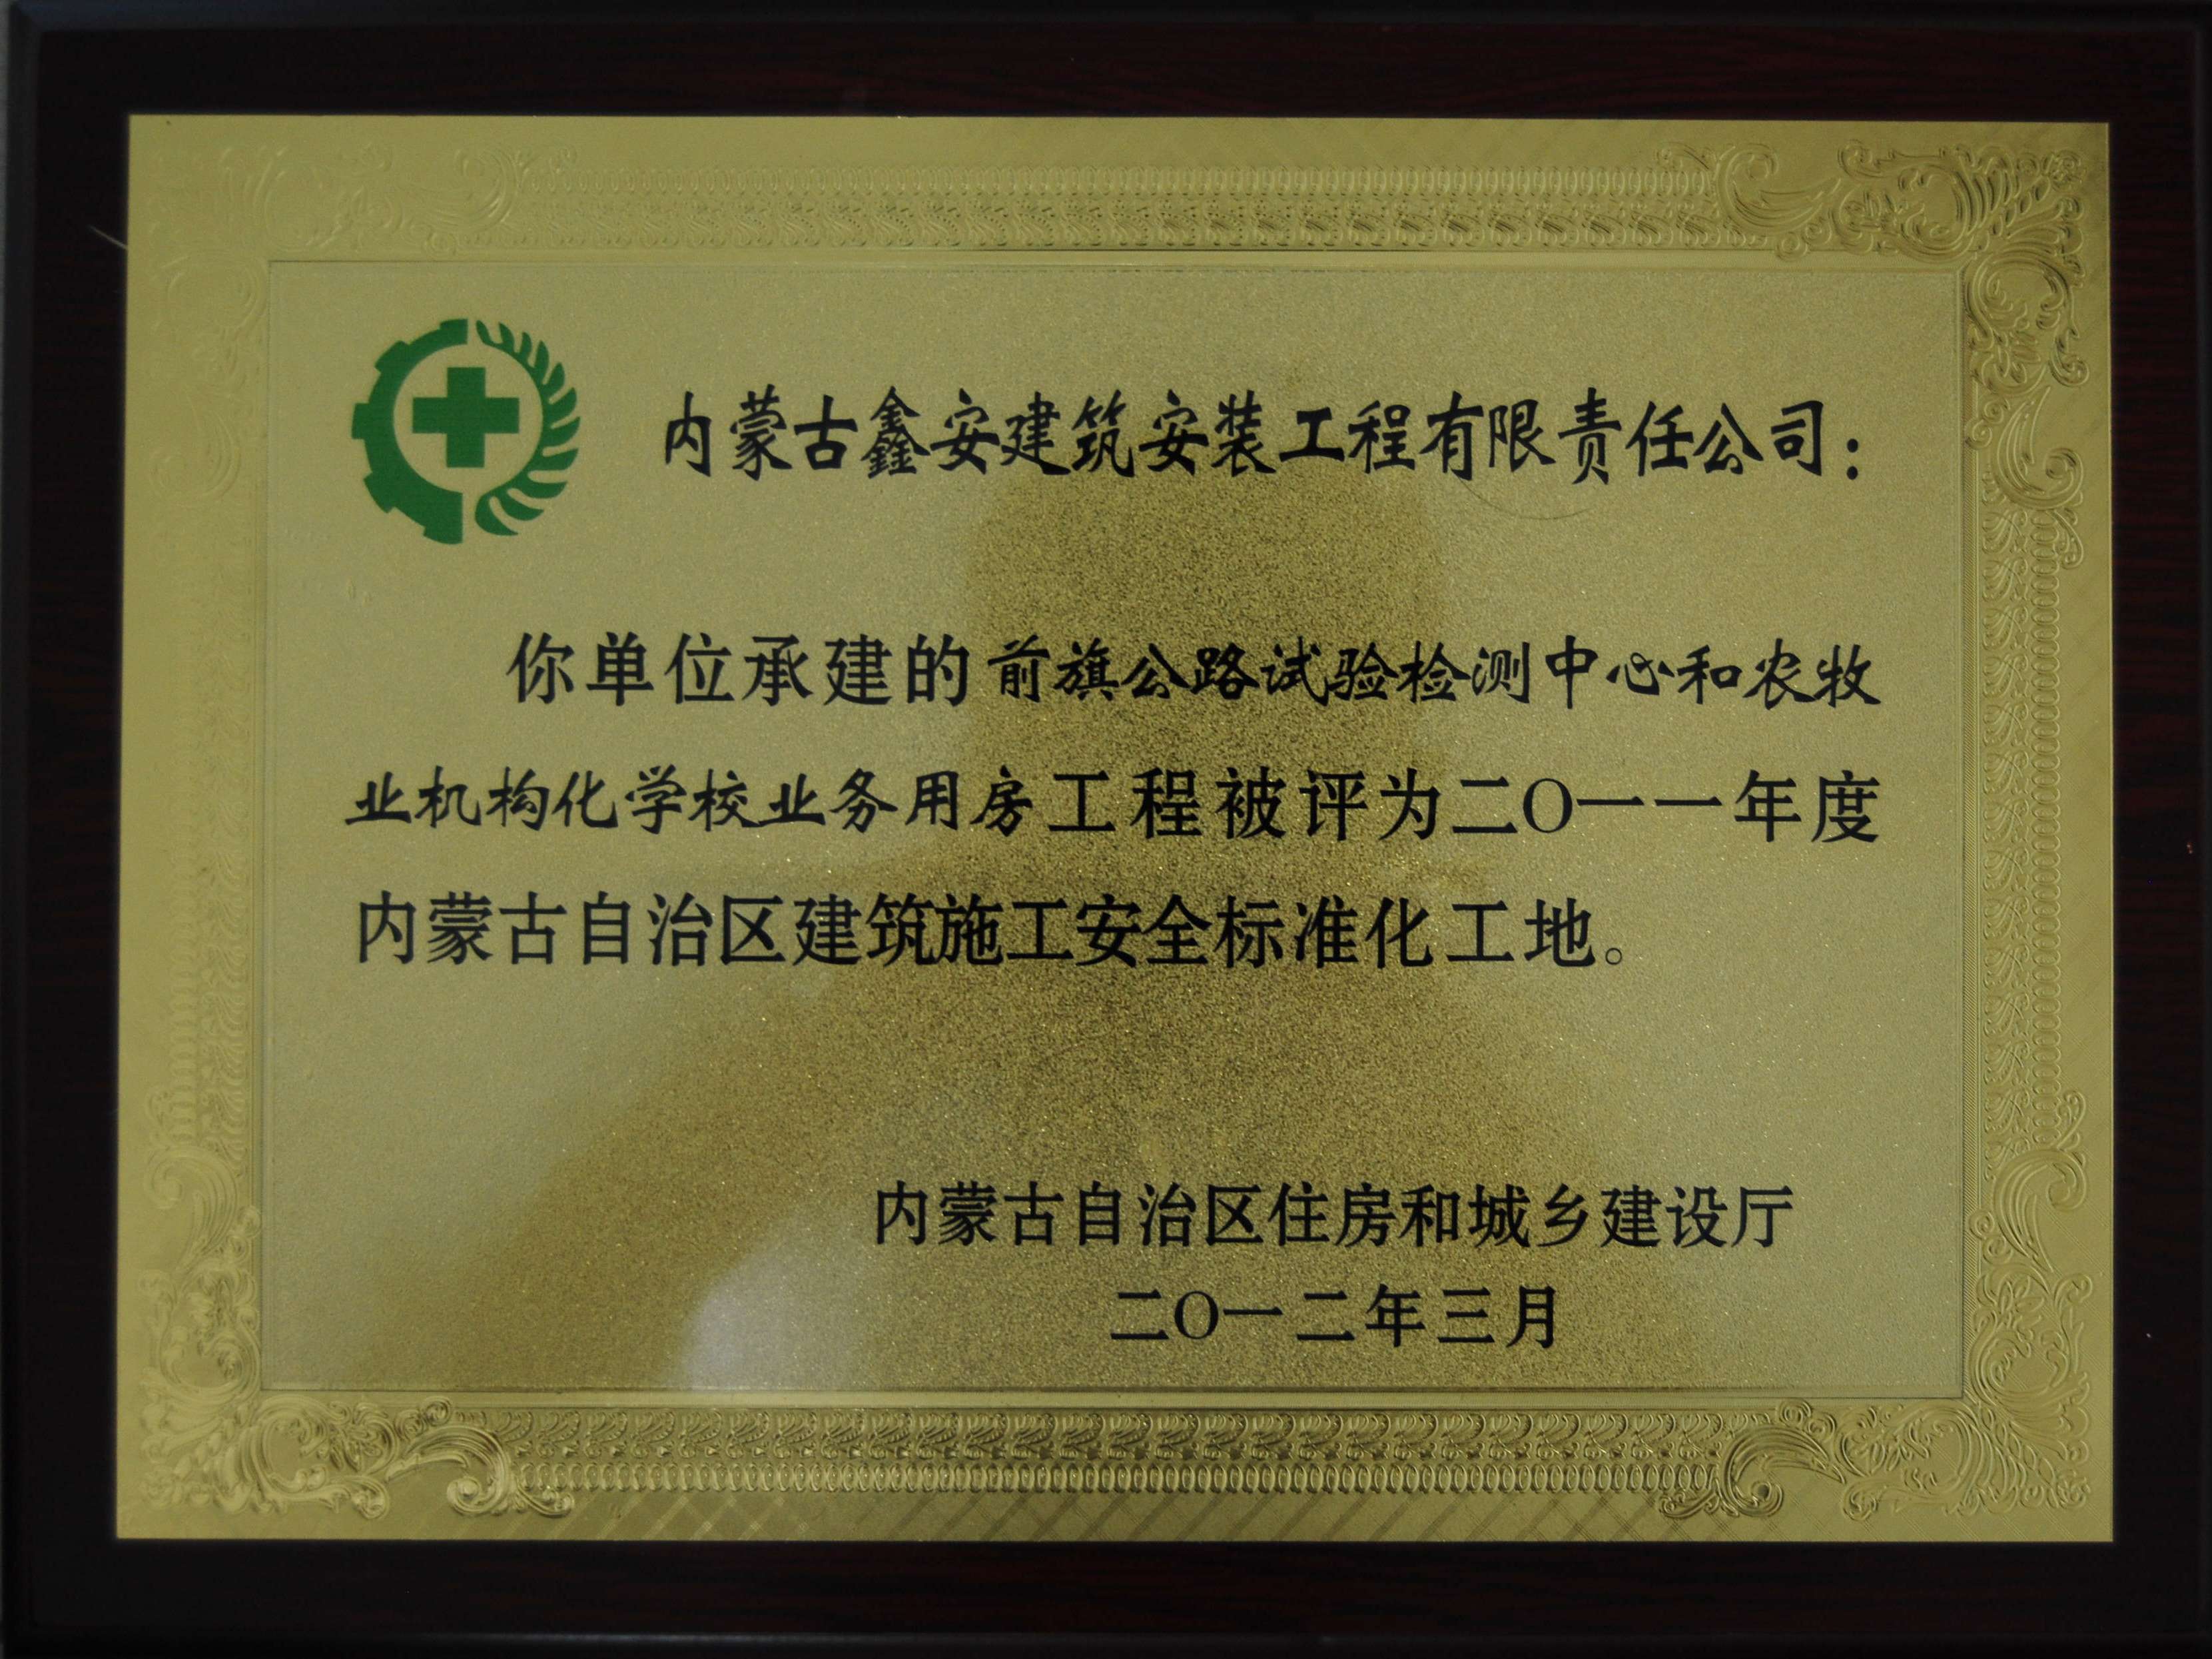 内蒙古鑫安建筑安装工程有限责任公司：
你单位承建的前旗公路试验检测中心和农牧
业机构化学校业务用房工程被评为二〇一一年度
内蒙古自治区建筑施工安全标准化工地。
内蒙古自治区住房和城乡建设厅
二〇一二年三月